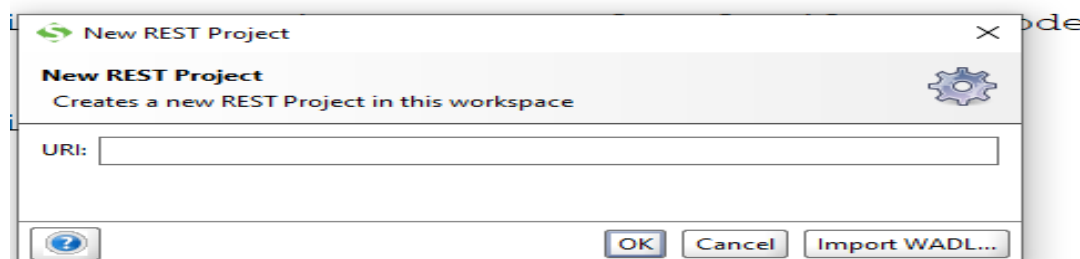 New REST Project
New REST Project
Creates a new REST Project in this workspace
URI:
OK Cancel Import WADL...